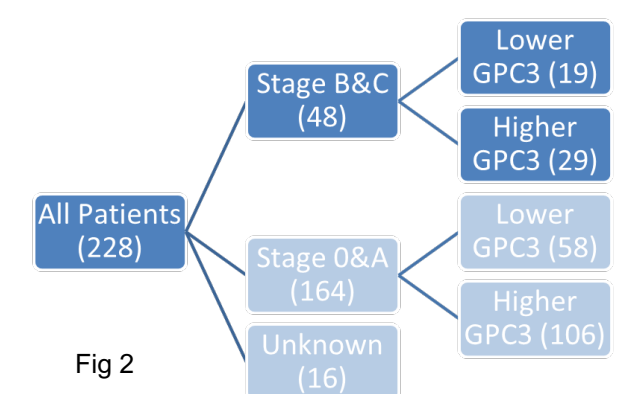 All Patients
(228)
Stage B&C
(48)
Lower
GPC3 (19)
Higher
GPC3 (29)
Stage 0&A
(164)
Lower
GPC3 (58)
Higher
GPC3 (106)
Unknown
(16)
Fig 2